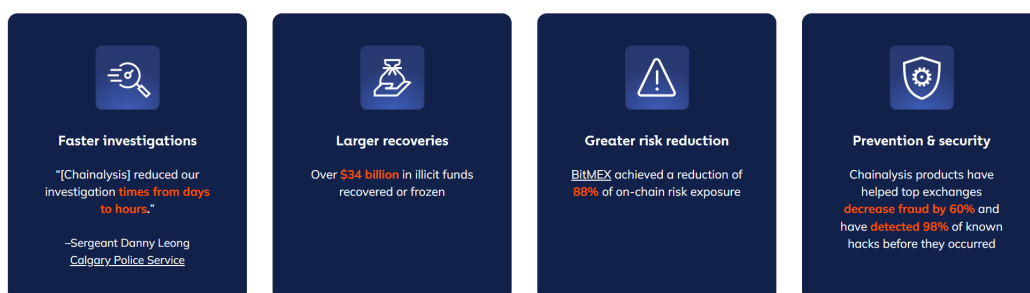 Faster investigations
“[Chainalysis] reduced our
investigation times from days
to hours.”
–Sergeant Danny Leong
Calgary Police Service
Larger recoveries
Over $34 billion in illicit funds
recovered or frozen
Greater risk reduction
BitMEX achieved a reduction of
88% of on-chain risk exposure
Prevention & security
Chainalysis products have
helped top exchanges
decrease fraud by 60% and
have detected 98% of known
hacks before they occurred